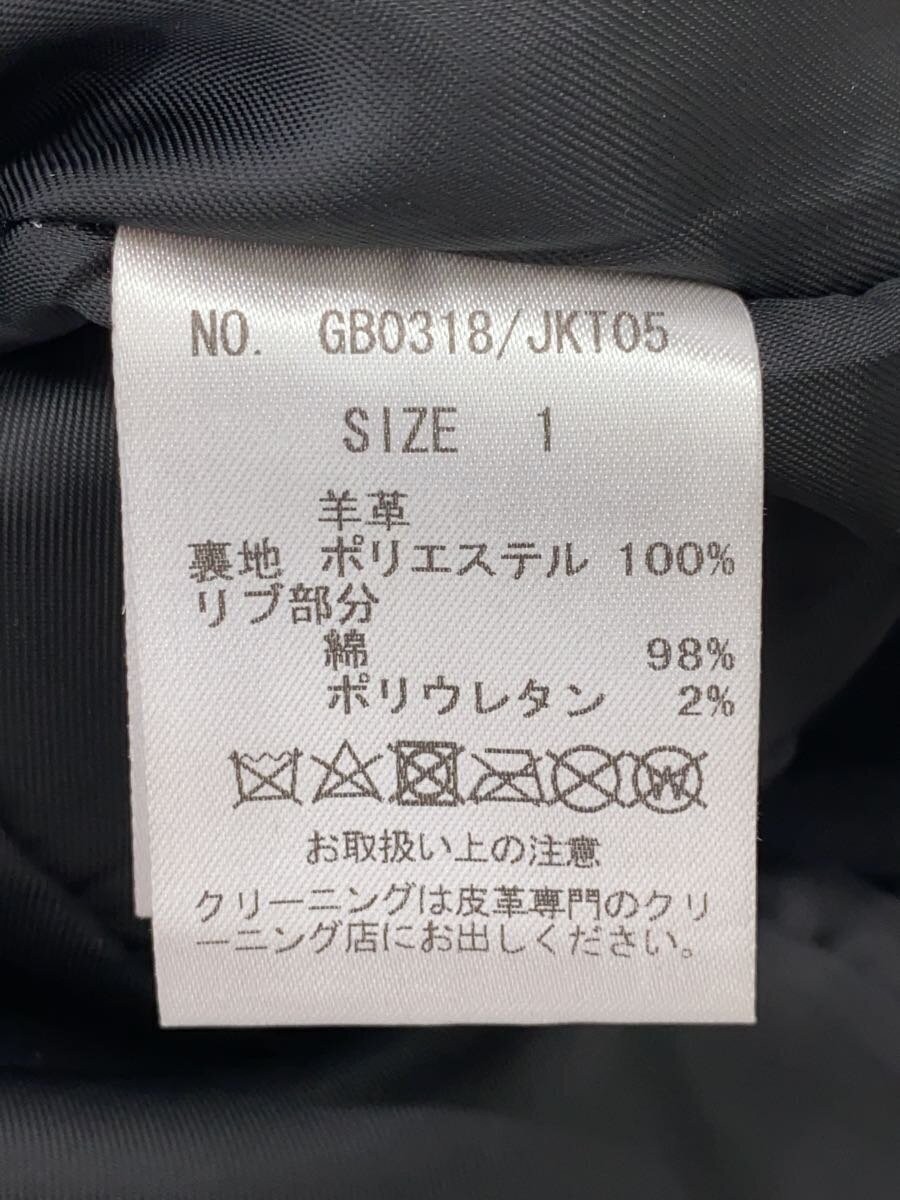 NO. GB0318/JKT05
SIZE 1
羊革
裏地 ポリエステル 100%
リブ部分
綿 98%
ポリウレタン 2%
W
お取扱い上の注意
クリーニングは皮革専門のクリ
ーニング店にお出しください。